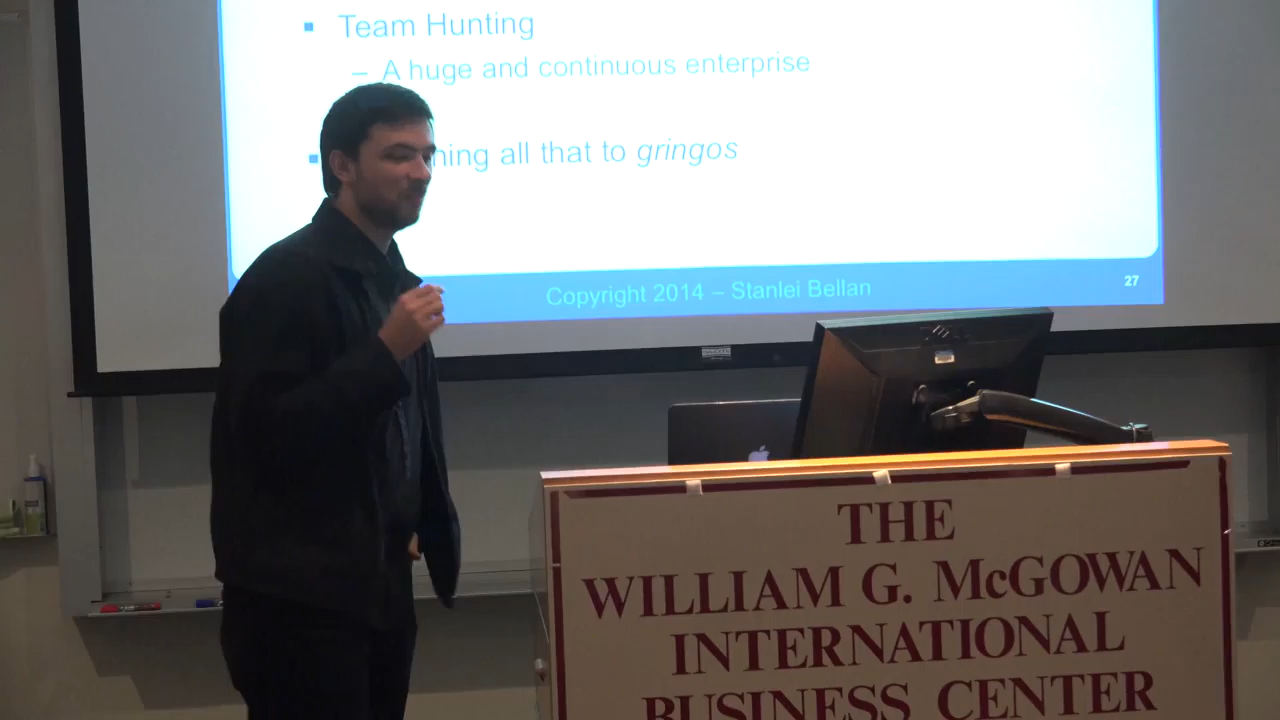 Team Hunting
– A huge and continuous enterprise
all that to gringos
Copyright 2014 – Stanlei Bellan
27
THE
WILLIAM G. McGOWAN
INTERNATIONAL
BUSINESS CENTER